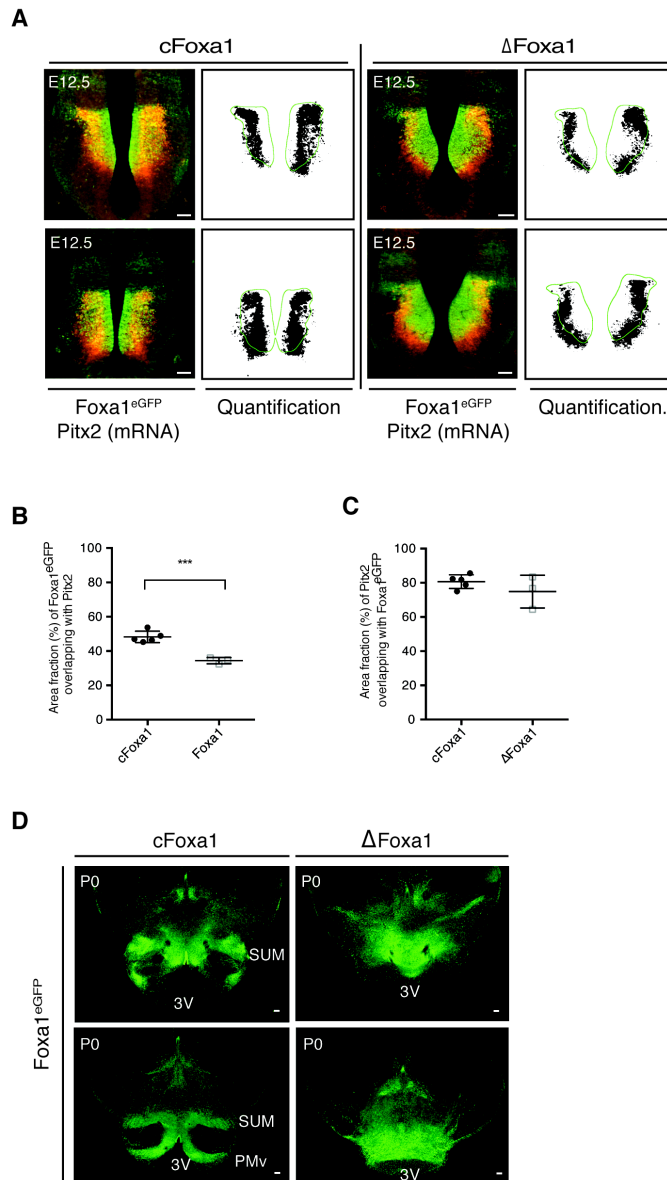 A
cFoxa1
ΔFoxa1
E12.5
E12.5
E12.5
E12.5
Foxa1eGFP
Pitx2 (mRNA)
Quantification
Foxa1eGFP
Pitx2 (mRNA)
Quantification.
B
Area fraction (%) of Foxa1eGFP
overlapping with Pitx2
100
80
60
40
20
0
***
cFoxa1
Foxa1
C
Area fraction (%) of Pitx2
overlapping with Foxa1eGFP
100
80
60
40
20
0
cFoxa1
ΔFoxa1
D
cFoxa1
ΔFoxa1
Foxa1eGFP
P0
SUM
3V
P0
3V
P0
SUM
3V
PMv
P0
3V